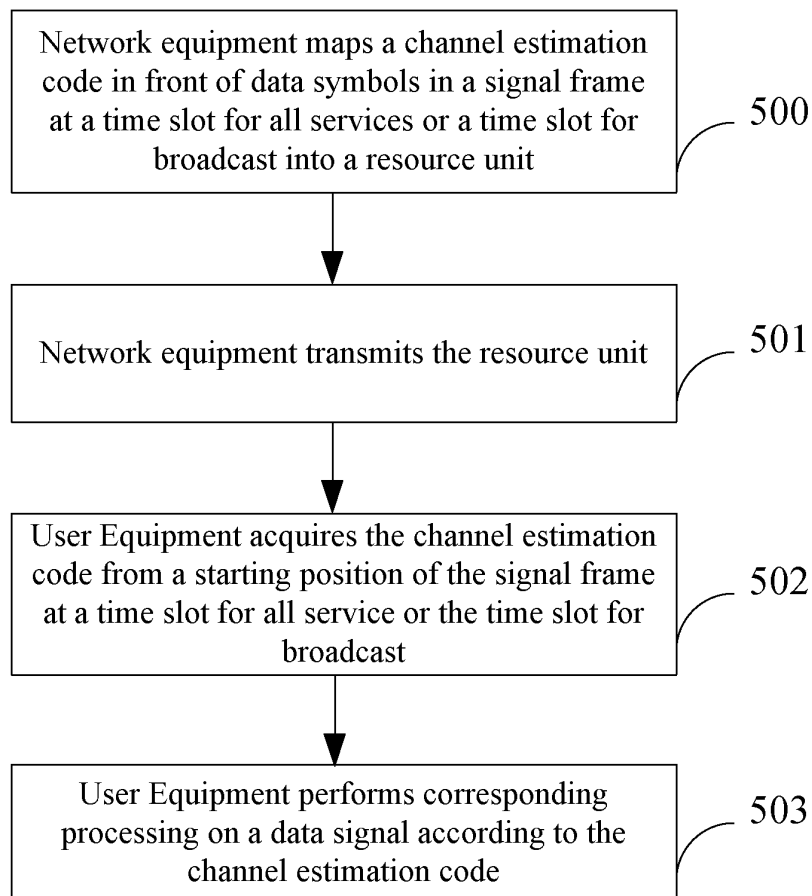 Network equipment maps a channel estimation
code in front of data symbols in a signal frame
at a time slot for all services or a time slot for
broadcast into a resource unit
500
Network equipment transmits the resource unit
501
User Equipment acquires the channel estimation
code from a starting position of the signal frame
at a time slot for all service or the time slot for
broadcast
502
User Equipment performs corresponding
processing on a data signal according to the
channel estimation code
503